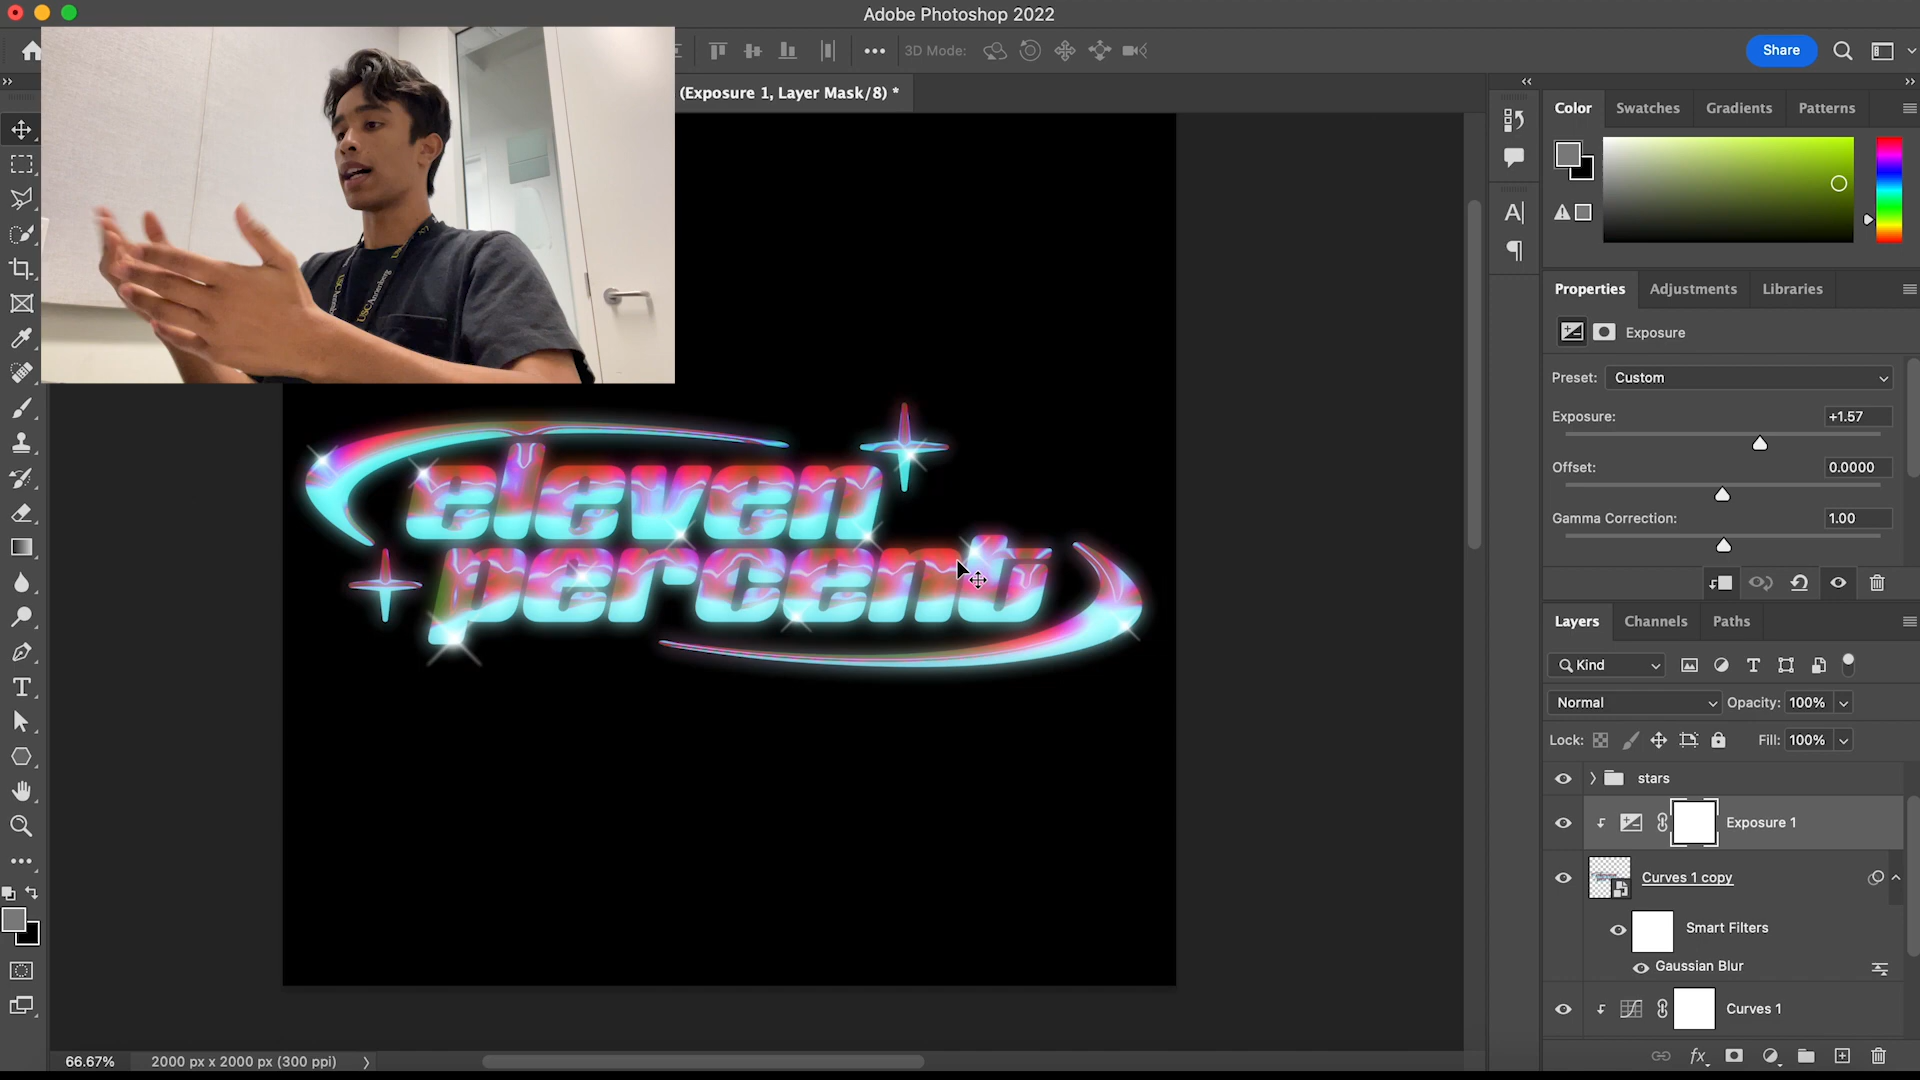 Adobe Photoshop 2022
3D Mode:
Share
(Exposure 1, Layer Mask/8) *
Color
Swatches
Gradients
Patterns
Properties
Adjustments
Libraries
Exposure
Preset:
Custom
Exposure:
+1.57
Offset:
0.0000
Gamma Correction:
1.00
Layers
Channels
Paths
Kind
Normal
Opacity:
100%
Lock:
Fill:
100%
stars
Exposure 1
Curves 1 copy
Smart Filters
Gaussian Blur
Curves 1
eleven
percent
USC Annenberg
66.67%
2000 px x 2000 px (300 ppi)